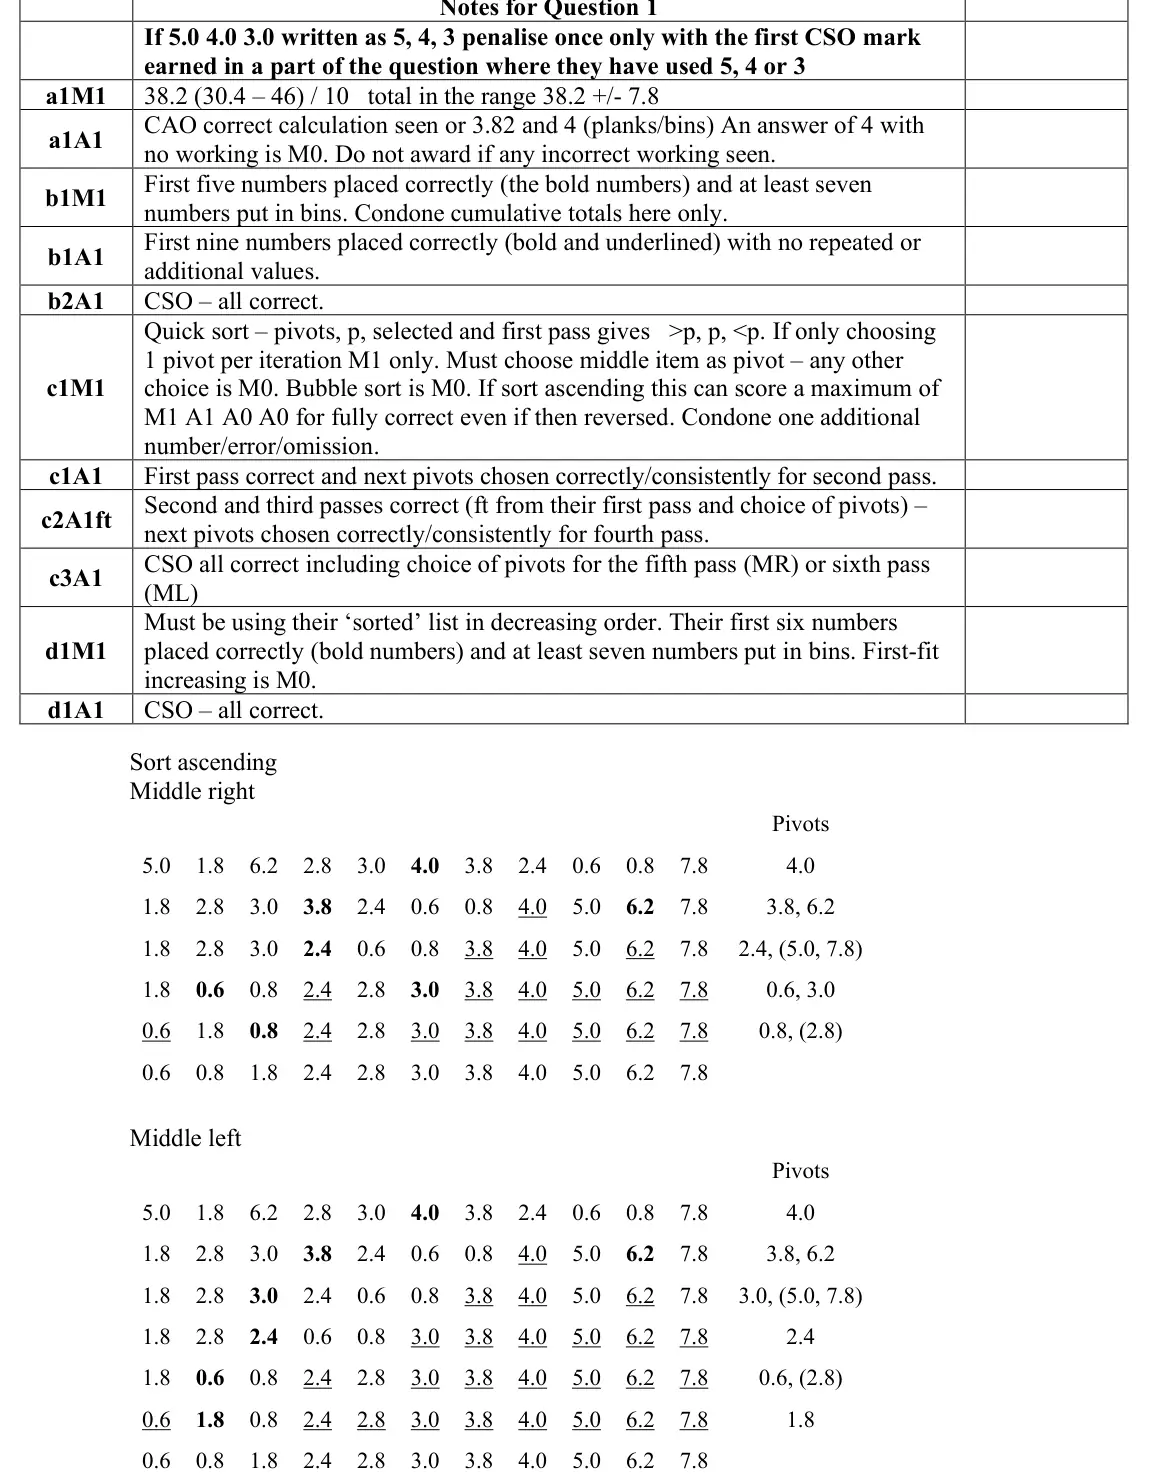 Notes for Question 1
If 5.0 4.0 3.0 written as 5, 4, 3 penalise once only with the first CSO mark
earned in a part of the question where they have used 5, 4 or 3
a1M1 38.2 (30.4 – 46) / 10 total in the range 38.2 +/- 7.8
a1A1 CAO correct calculation seen or 3.82 and 4 (planks/bins) An answer of 4 with
no working is M0. Do not award if any incorrect working seen.
b1M1 First five numbers placed correctly (the bold numbers) and at least seven
numbers put in bins. Condone cumulative totals here only.
b1A1 First nine numbers placed correctly (bold and underlined) with no repeated or
additional values.
b2A1 CSO – all correct.
c1M1 Quick sort – pivots, p, selected and first pass gives >p, p, <p. If only choosing
1 pivot per iteration M1 only. Must choose middle item as pivot – any other
choice is M0. Bubble sort is M0. If sort ascending this can score a maximum of
M1 A1 A0 A0 for fully correct even if then reversed. Condone one additional
number/error/omission.
c1A1 First pass correct and next pivots chosen correctly/consistently for second pass.
c2A1ft Second and third passes correct (ft from their first pass and choice of pivots) –
next pivots chosen correctly/consistently for fourth pass.
c3A1 CSO all correct including choice of pivots for the fifth pass (MR) or sixth pass
(ML)
d1M1 Must be using their ‘sorted’ list in decreasing order. Their first six numbers
placed correctly (bold numbers) and at least seven numbers put in bins. First-fit
increasing is M0.
d1A1 CSO – all correct.
Sort ascending
Middle right
Pivots
5.0 1.8 6.2 2.8 3.0 4.0 3.8 2.4 0.6 0.8 7.8 4.0
1.8 2.8 3.0 3.8 2.4 0.6 0.8 4.0 5.0 6.2 7.8 3.8, 6.2
1.8 2.8 3.0 2.4 0.6 0.8 3.8 4.0 5.0 6.2 7.8 2.4, (5.0, 7.8)
1.8 0.6 0.8 2.4 2.8 3.0 3.8 4.0 5.0 6.2 7.8 0.6, 3.0
0.6 1.8 0.8 2.4 2.8 3.0 3.8 4.0 5.0 6.2 7.8 0.8, (2.8)
0.6 0.8 1.8 2.4 2.8 3.0 3.8 4.0 5.0 6.2 7.8
Middle left
Pivots
5.0 1.8 6.2 2.8 3.0 4.0 3.8 2.4 0.6 0.8 7.8 4.0
1.8 2.8 3.0 3.8 2.4 0.6 0.8 4.0 5.0 6.2 7.8 3.8, 6.2
1.8 2.8 3.0 2.4 0.6 0.8 3.8 4.0 5.0 6.2 7.8 3.0, (5.0, 7.8)
1.8 2.8 2.4 0.6 0.8 3.0 3.8 4.0 5.0 6.2 7.8 2.4
1.8 0.6 0.8 2.4 2.8 3.0 3.8 4.0 5.0 6.2 7.8 0.6, (2.8)
0.6 1.8 0.8 2.4 2.8 3.0 3.8 4.0 5.0 6.2 7.8 1.8
0.6 0.8 1.8 2.4 2.8 3.0 3.8 4.0 5.0 6.2 7.8